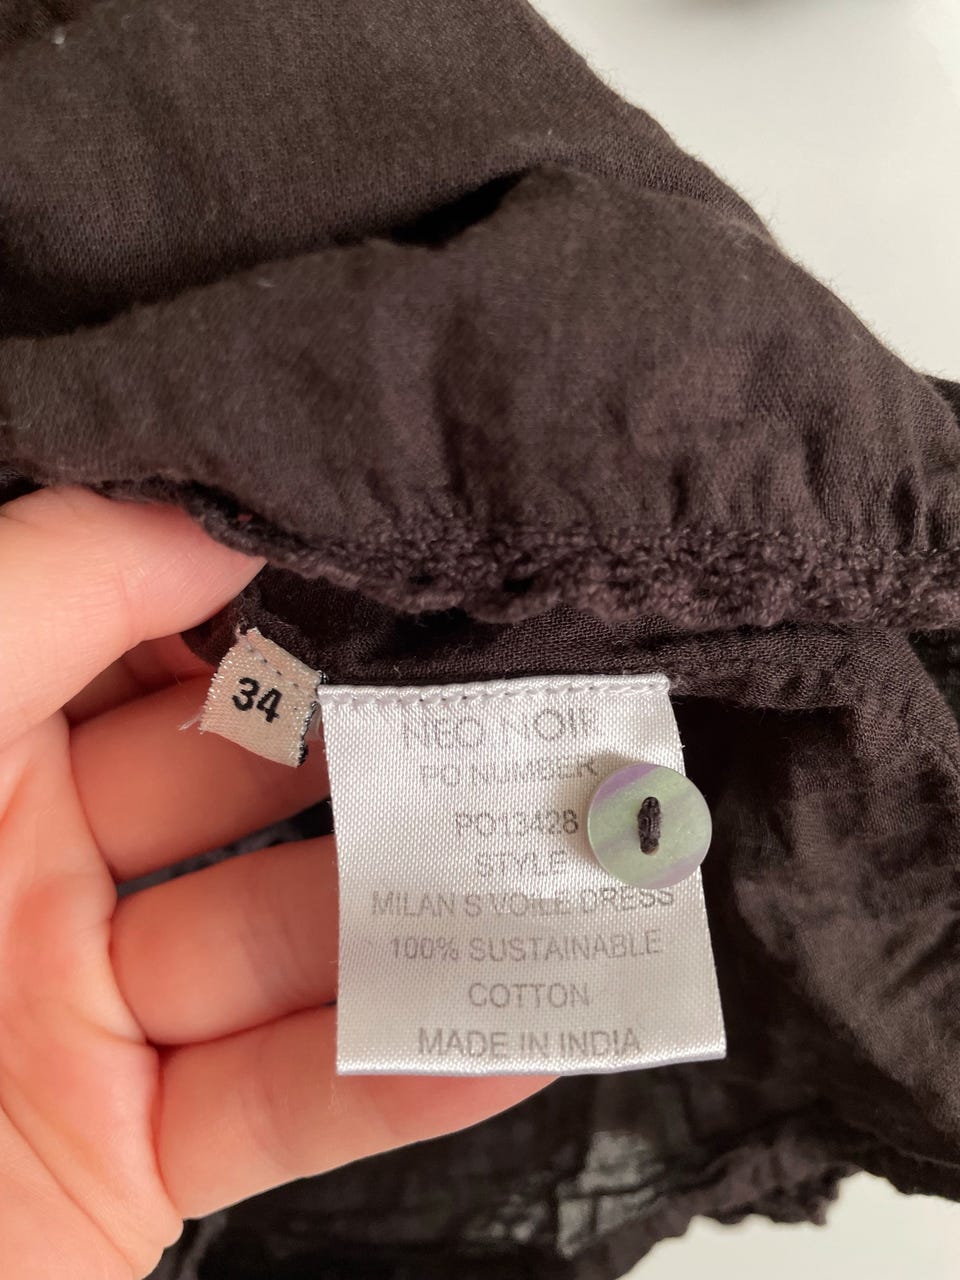 34
NEO NOIR
PO NUMBER
PO13428
STYLE
MILAN S VOILE DRESS
100% SUSTAINABLE
COTTON
MADE IN INDIA